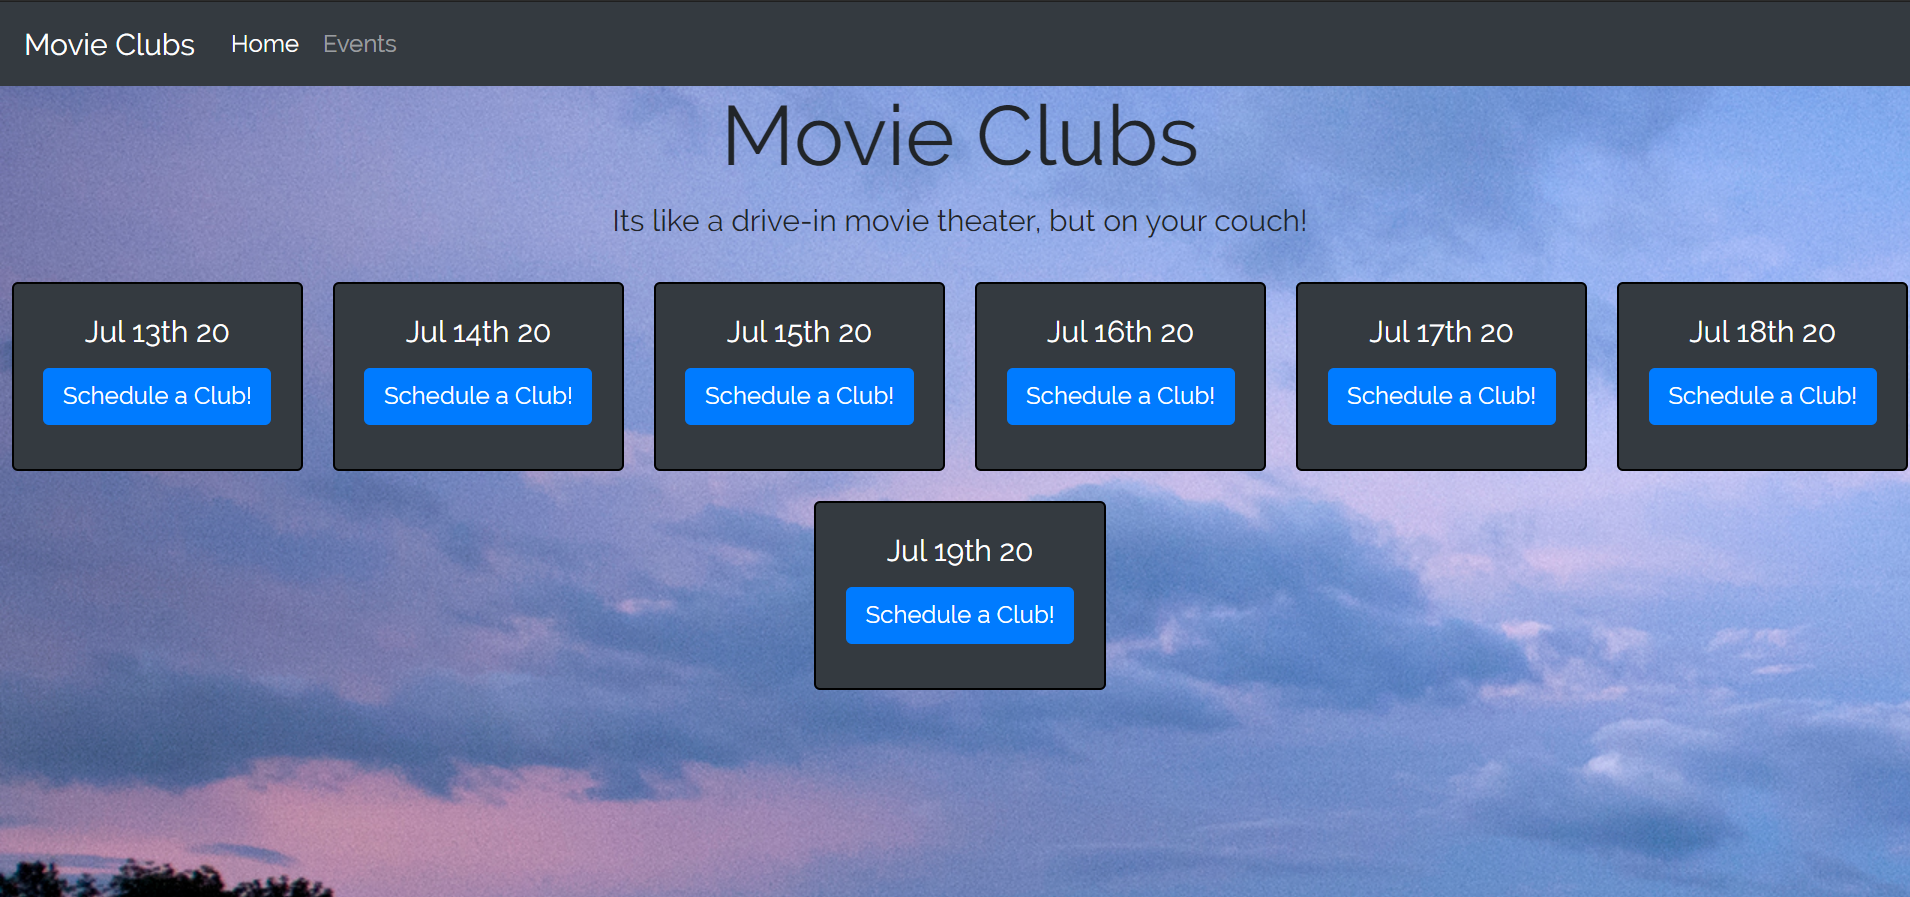 Movie Clubs Home Events
Movie Clubs
Its like a drive-in movie theater, but on your couch!
Jul 13th 20
Schedule a Club!
Jul 14th 20
Schedule a Club!
Jul 15th 20
Schedule a Club!
Jul 16th 20
Schedule a Club!
Jul 17th 20
Schedule a Club!
Jul 18th 20
Schedule a Club!
Jul 19th 20
Schedule a Club!